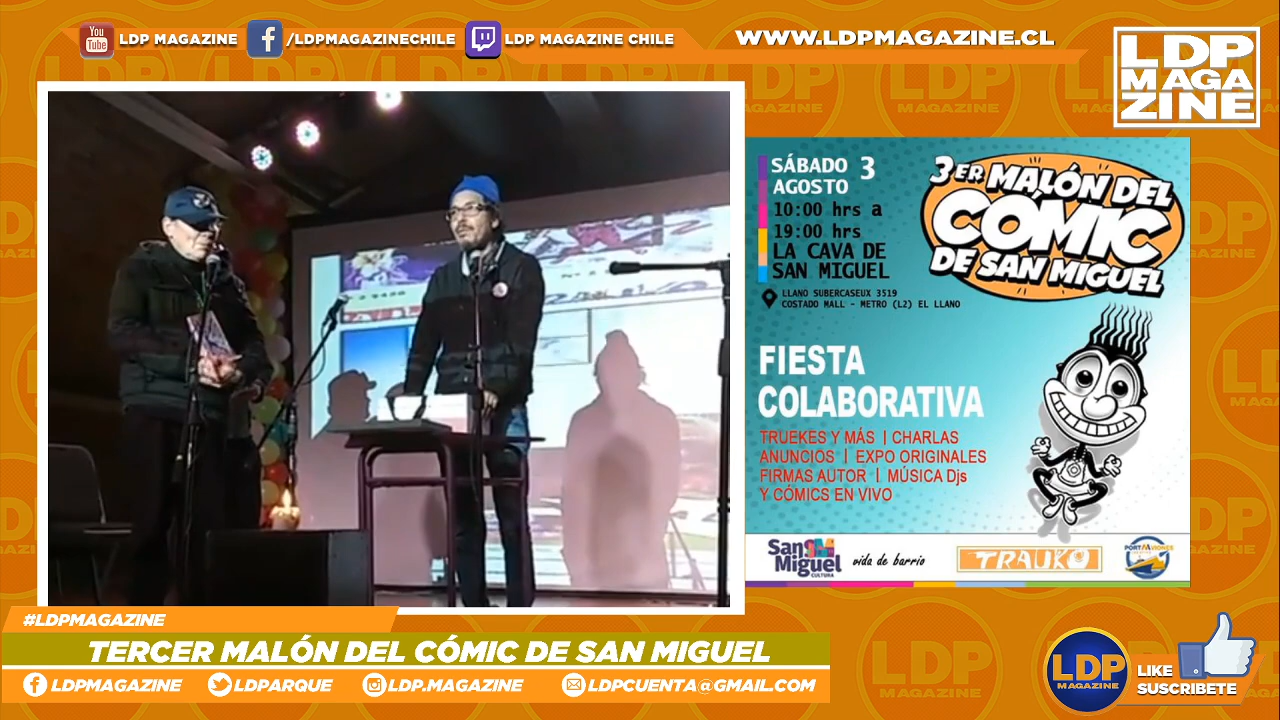 You
Tube
LDP MAGAZINE
/LDPMAGAZINECHILE
LDP MAGAZINE CHILE
WWW.LDPMAGAZINE.CL
LDP
MAGA
ZINE
SÁBADO 3
AGOSTO
10:00 hrs a
19:00 hrs
LA CAVA DE
SAN MIGUEL
LLANO SUBERCASEUX 3519
COSTADO MALL - METRO (L2) EL LLANO
3ER MALÓN DEL
COMIC
DE SAN MIGUEL
FIESTA
COLABORATIVA
TRUEKES Y MÁS | CHARLAS
ANUNCIOS | EXPO ORIGINALES
FIRMAS AUTOR | MÚSICA Djs
Y CÓMICS EN VIVO
San
Miguel
CULTURA
vida de barrio
TRAUKO
PORTAVIONES
#LDPMAGAZINE
TERCER MALÓN DEL CÓMIC DE SAN MIGUEL
LDPMAGAZINE
LDPARQUE
LDP.MAGAZINE
LDPCUENTA@GMAIL.COM
LDP
MAGAZINE
LIKE
SUSCRIBETE